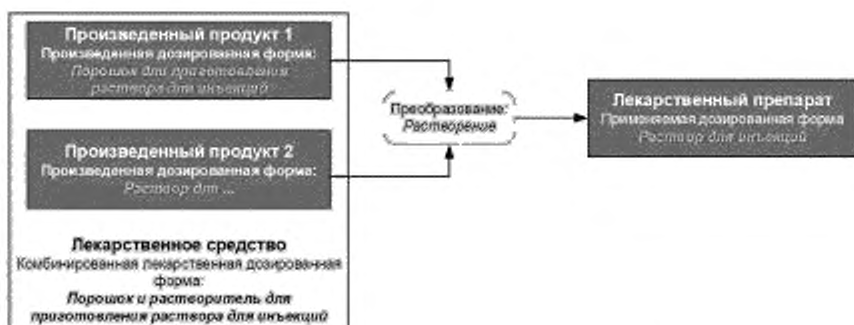 Произведенный продукт 1
Произведенная дозированная форма:
Порошок для приготовления
раствора для инъекций
Произведенный продукт 2
Произведенная дозированная форма:
Раствор для ...
Лекарственное средство
Комбинированная лекарственная дозированная
форма:
Порошок и растворитель для
приготовления раствора для инъекций
Преобразование:
Растворение
Лекарственный препарат
Применяемая дозированная форма
Раствор для инъекций